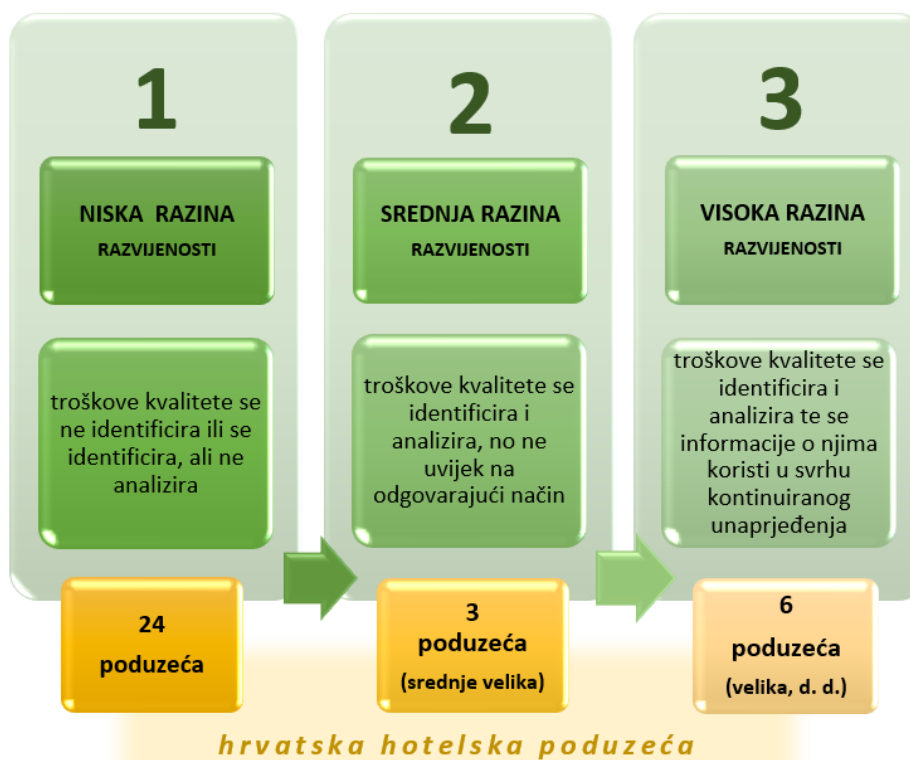 1
NISKA RAZINA
RAZVIJENOSTI
troškove kvalitete se
ne identificira ili se
identificira, ali ne
analizira
24
poduzeća
2
SREDNJA RAZINA
RAZVIJENOSTI
troškove kvalitete se
identificira i
analizira, no ne
uvijek na
odgovarajući način
3
poduzeća
(srednje velika)
3
VISOKA RAZINA
RAZVIJENOSTI
troškove kvalitete se
identificira i
analizira te se
informacije o njima
koristi u svrhu
kontinuiranog
unaprjeđenja
6
poduzeća
(velika, d. d.)
hrvatska hotelska poduzeća